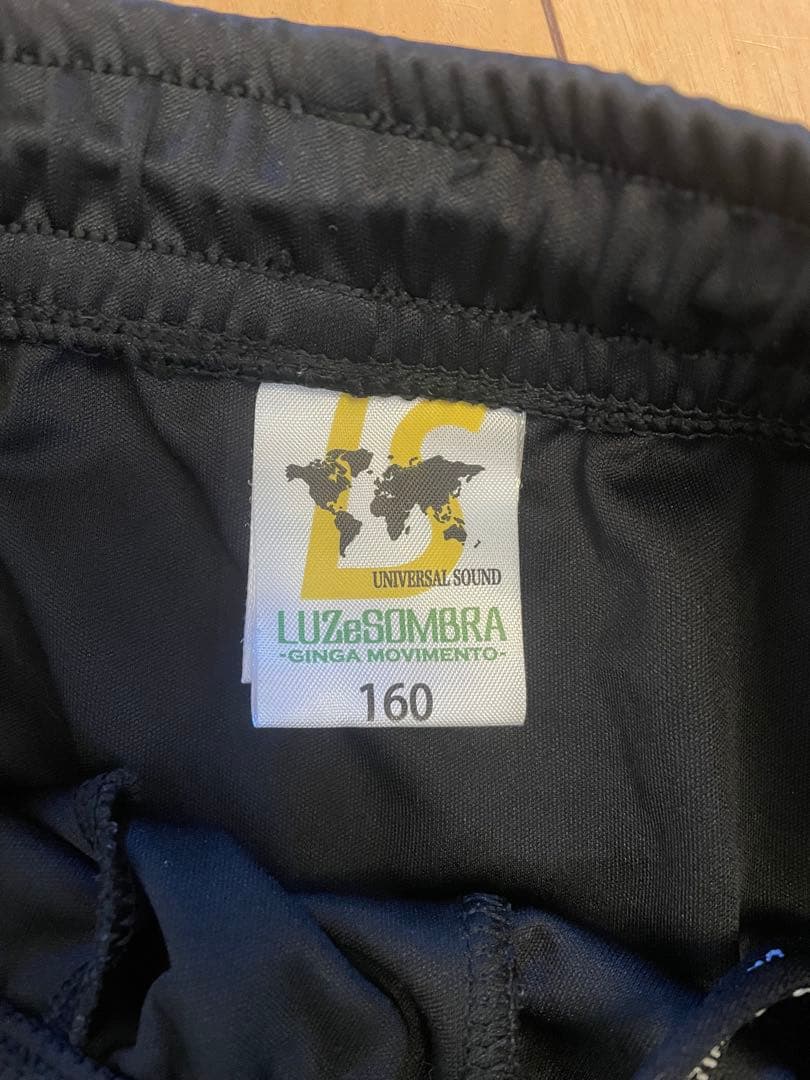 LS
UNIVERSAL SOUND
LUZeSOMBRA
-GINGA MOVIMENTO-
160